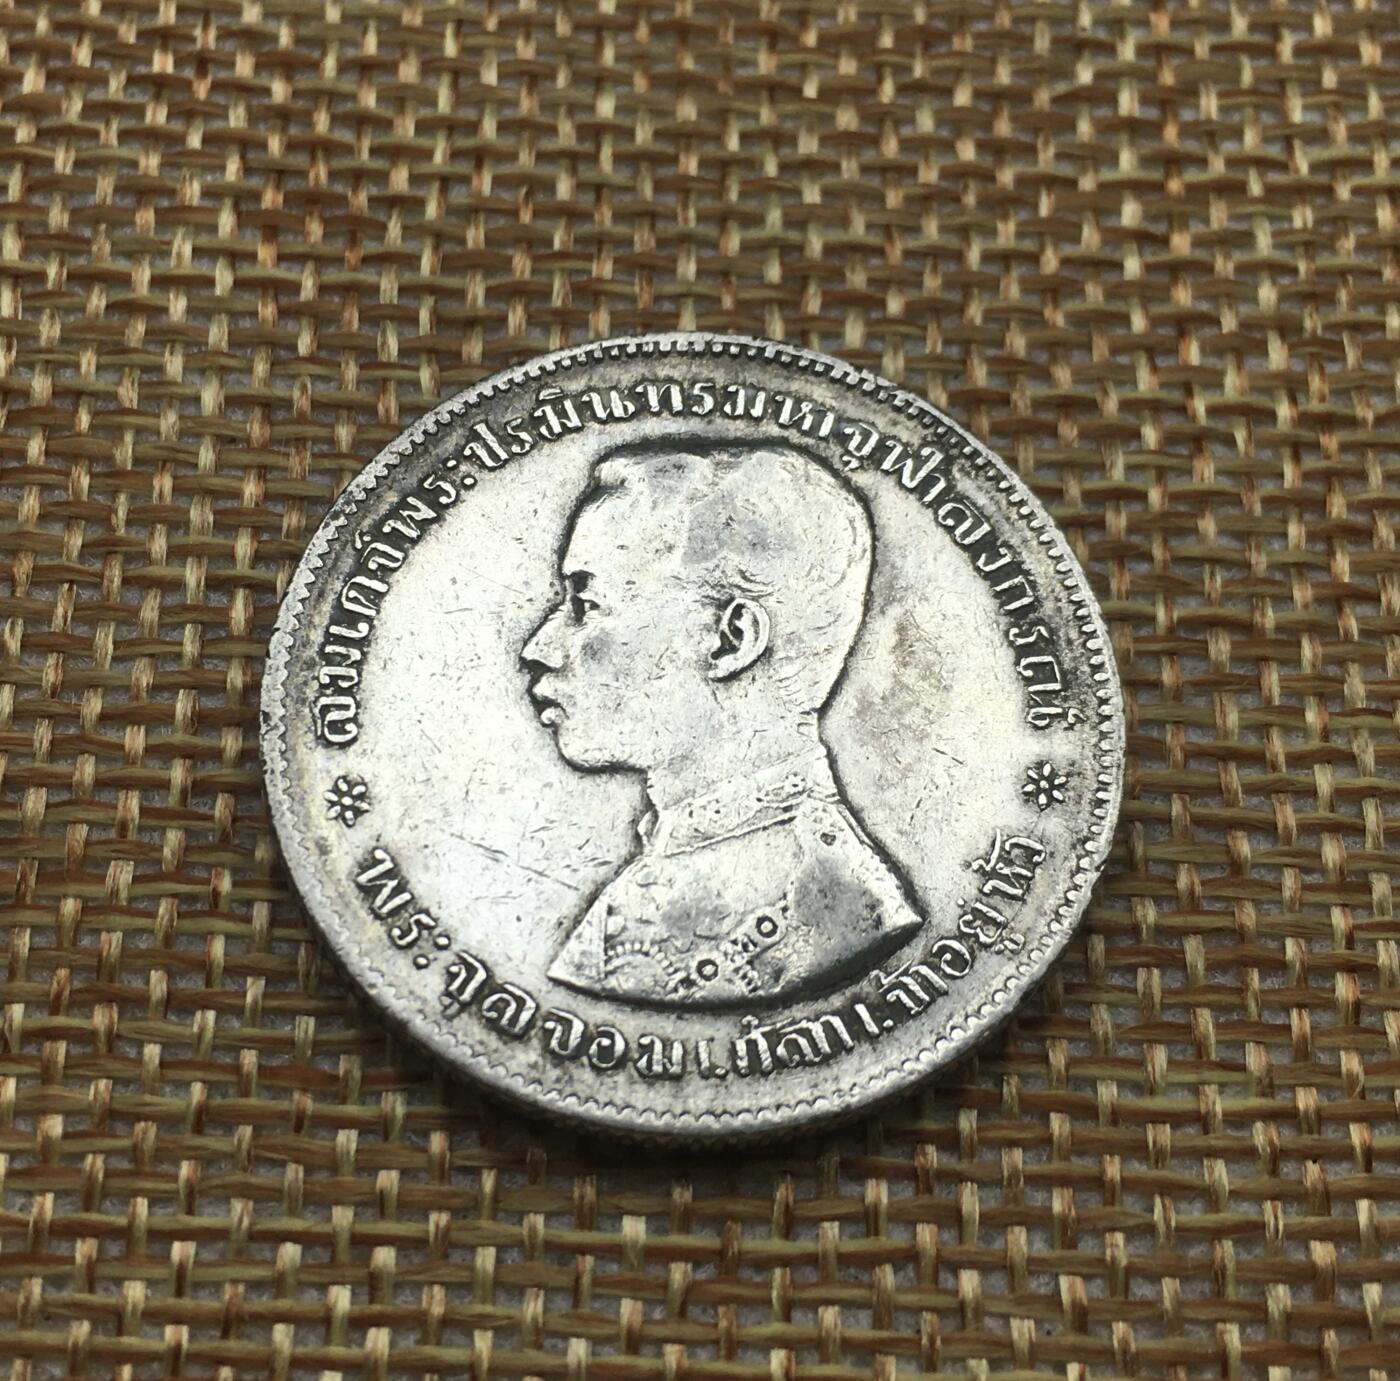 สมเดจ์พระปรมินทรมหาจุฬาลงกรณ์
พระจุลจอมเกล้าเจ้าอยู่หัว